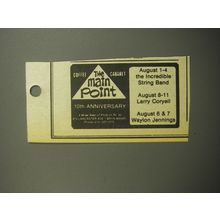 COFFEE CABARET
The
main
Point
10th ANNIVERSARY
August 1-4
the Incredible
String Band
August 8-11
Larry Coryell
August 6 & 7
Waylon Jennings